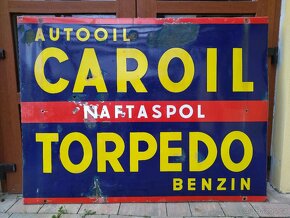 AUTOOIL
CAROIL
NAFTASPOL
TORPEDO
BENZIN